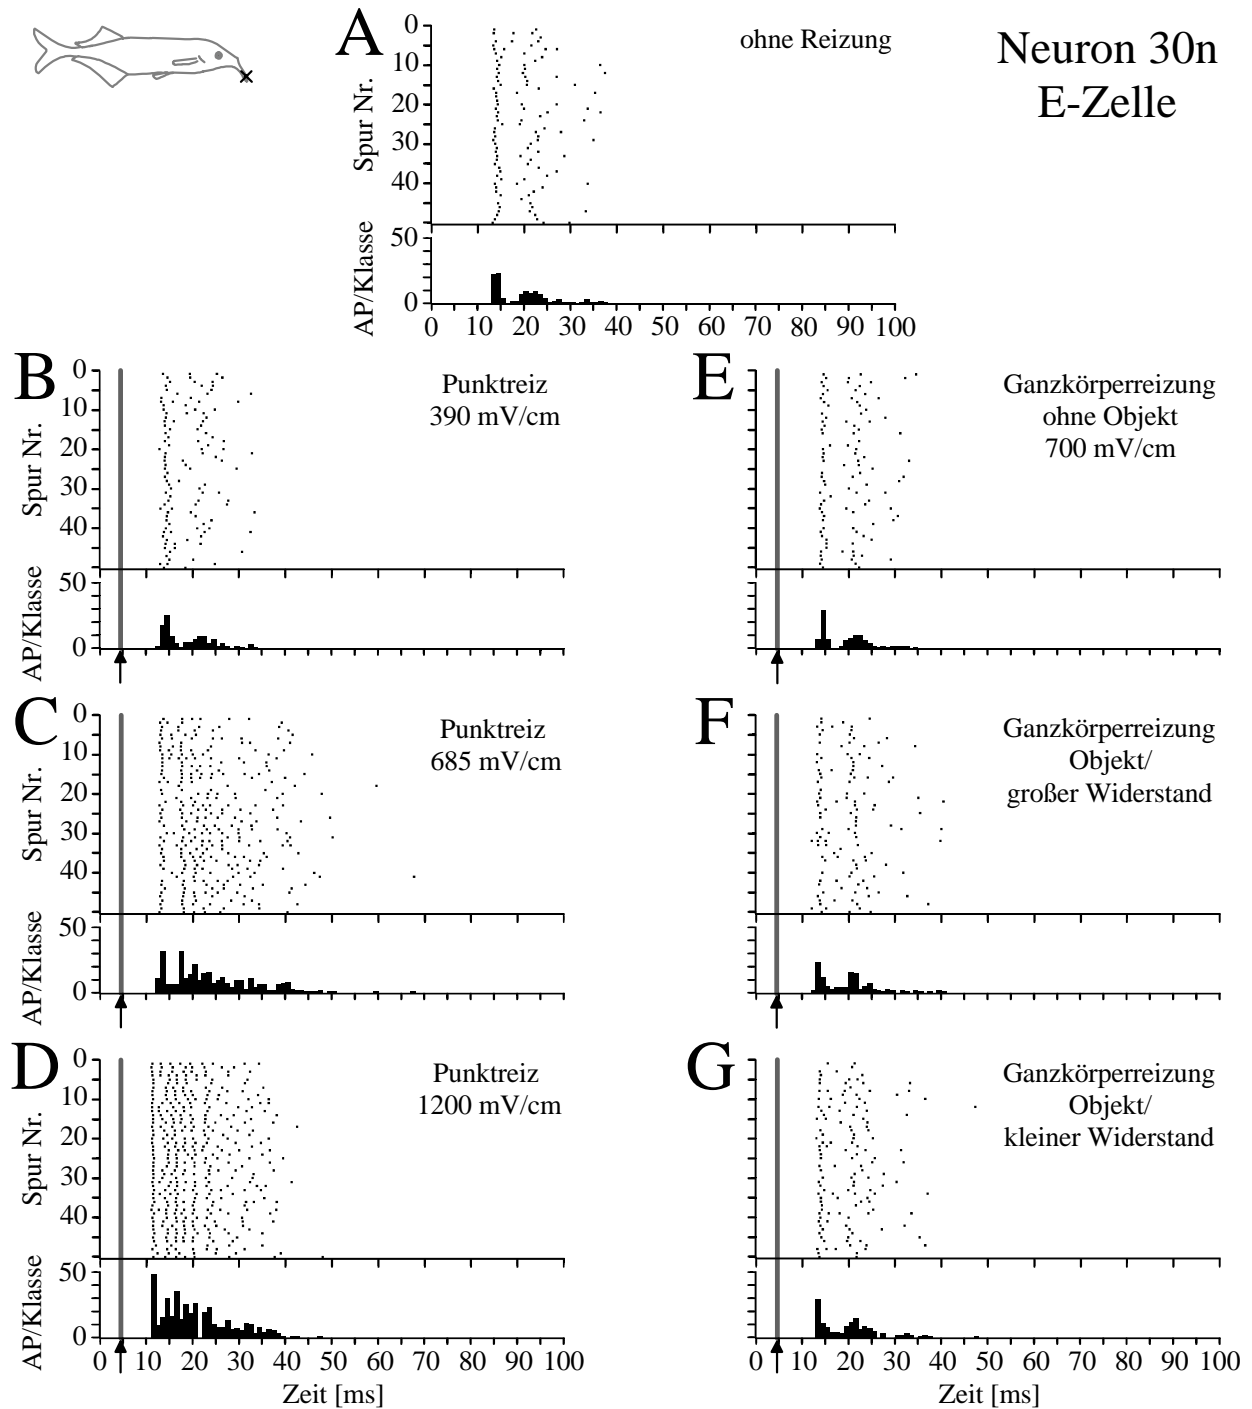 A
ohne Reizung
Neuron 30n
E-Zelle
0
10
20
30
40
Spur Nr.
50
0
AP/Klasse
0 10 20 30 40 50 60 70 80 90 100
B
Punktreiz
390 mV/cm
0
10
20
30
40
Spur Nr.
50
0
AP/Klasse
E
Ganzkörperreizung
ohne Objekt
700 mV/cm
C
Punktreiz
685 mV/cm
0
10
20
30
40
Spur Nr.
50
0
AP/Klasse
F
Ganzkörperreizung
Objekt/
großer Widerstand
D
Punktreiz
1200 mV/cm
0
10
20
30
40
Spur Nr.
50
0
AP/Klasse
0 10 20 30 40 50 60 70 80 90 100
Zeit [ms]
G
Ganzkörperreizung
Objekt/
kleiner Widerstand
0 10 20 30 40 50 60 70 80 90 100
Zeit [ms]